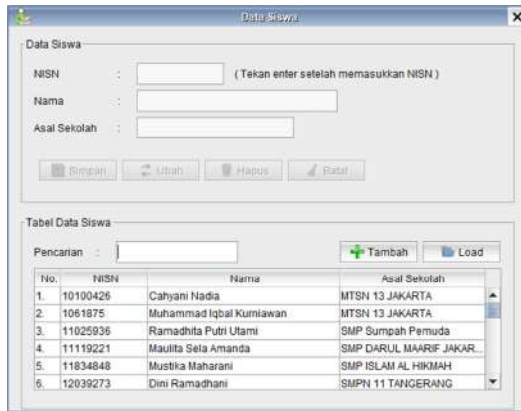 Data Siswa
Data Siswa
NISN : ( Tekan enter setelah memasukkan NISN )
Nama :
Asal Sekolah :
Simpan Ubah Hapus Batal
Tabel Data Siswa
Pencarian : Tambah Load
No. NISN Nama Asal Sekolah
1. 10100426 Cahyani Nadia MTSN 13 JAKARTA
2. 1061875 Muhammad Iqbal Kurniawan MTSN 13 JAKARTA
3. 11025936 Ramadhita Putri Utami SMP Sumpah Pemuda
4. 11119221 Maulita Sela Amanda SMP DARUL MAARIF JAKAR...
5. 11834848 Mustika Maharani SMP ISLAM AL HIKMAH
6. 12039273 Dini Ramadhani SMPN 11 TANGERANG